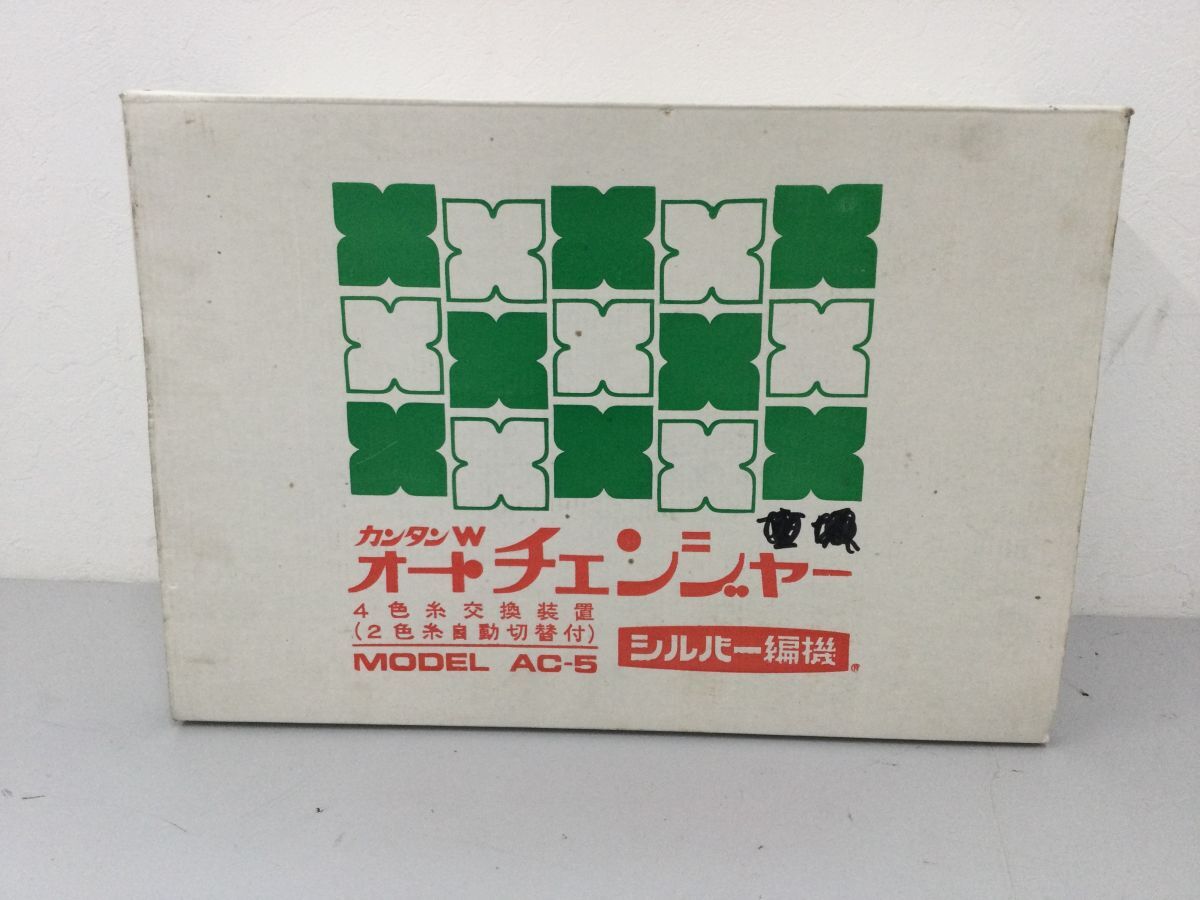 カンタンW
オートチェンジャー
4色糸交換装置
(2色糸自動切替付)
MODEL AC-5
シルバー編機®